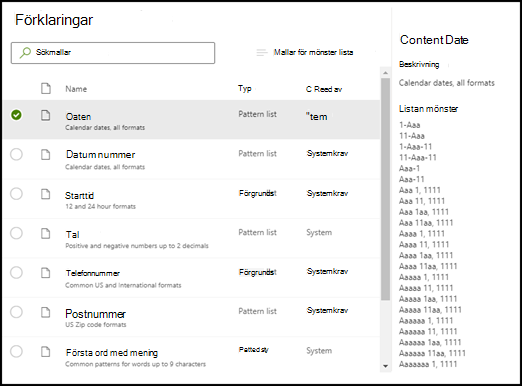 Förklaringar
Sökmallar
Mallar för mönster lista
Name Typ C Reed av
Oaten Pattern list "tem
Calendar dates, all formats
Datum nummer Pattern list Systemkrav
Calendar dates, all formats
Starttid Systemkrav
12 and 24 hour formats
Tal Pattern list System
Positive and negative numbers up to 2 decimals
Telefonnummer Systemkrav
Common US and International formats
Postnummer Pattern list Systemkrav
US Zip code formats
Första ord med mening System
Common patterns for words up to 9 characters
Content Date
Beskrivning
Calendar dates, all formats
Listan mönster
1-Aaa
11-Aaa
1-Aaa-11
11-Aaa-11
Aaa-1
Aaa-11
Aaa 1, 1111
Aaa 11, 1111
Aaa 1aa, 1111
Aaa 11aa, 1111
Aaaa 1, 1111
Aaaa 11, 1111
Aaaa 1aa, 1111
Aaaa 11aa, 1111
Aaaaa 1, 1111
Aaaaa 11, 1111
Aaaaa 1aa, 1111
Aaaaa 11aa, 1111
Aaaaaa 1, 1111
Aaaaaa 11, 1111
Aaaaaa 1aa, 1111
Aaaaaa 11aa, 1111
Aaaaaaa 1, 1111